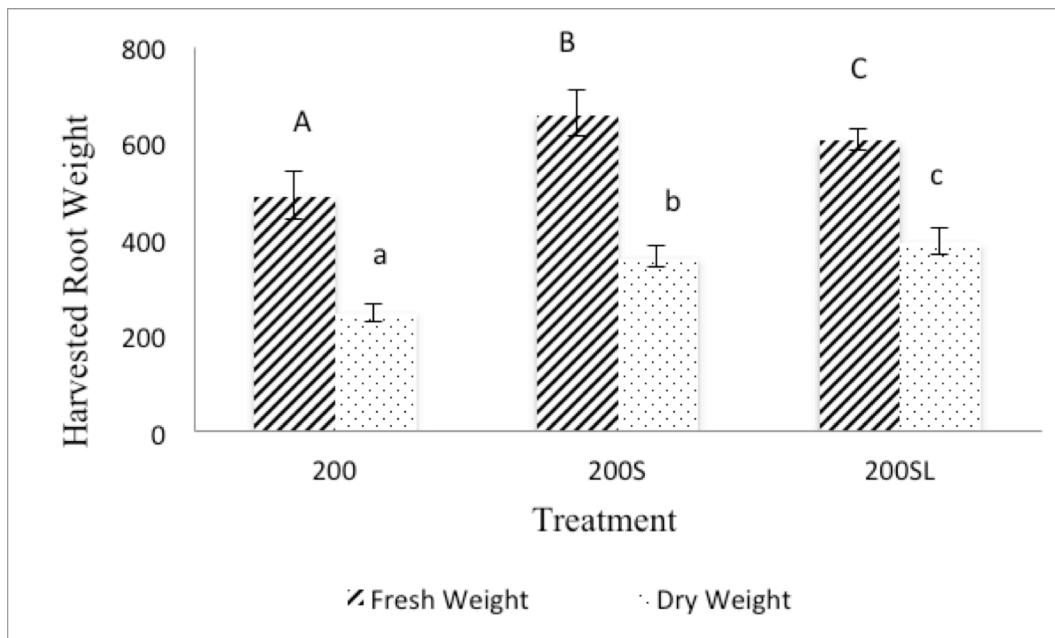 Harvested Root Weight
800
600
400
200
0
A
a
B
b
C
c
200
200S
200SL
Treatment
Fresh Weight
Dry Weight